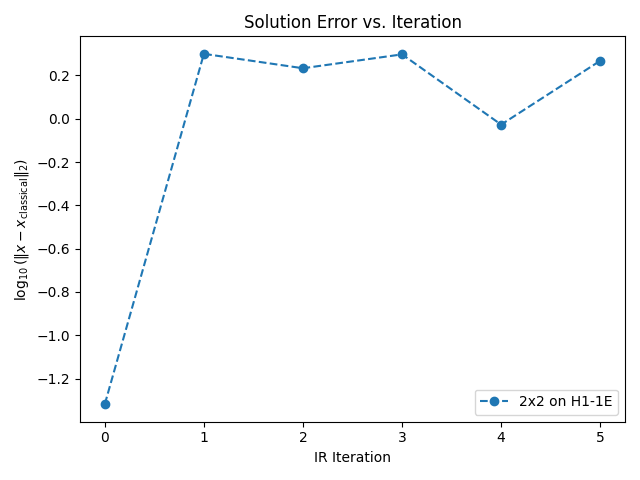 Solution Error vs. Iteration
log₁₀(‖x − x_classical‖₂)
0.2
0.0
−0.2
−0.4
−0.6
−0.8
−1.0
−1.2
2x2 on H1-1E
0 1 2 3 4 5
IR Iteration